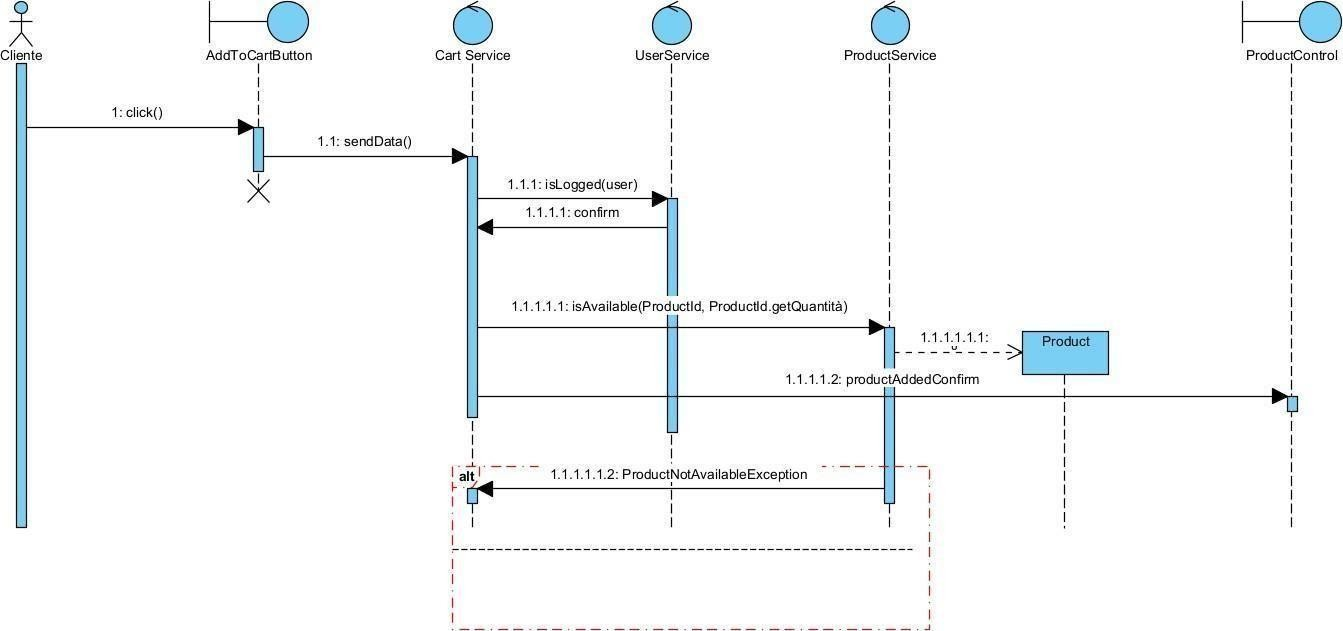 Cliente
AddToCartButton
Cart Service
UserService
ProductService
ProductControl
1: click()
1.1: sendData()
1.1.1: isLogged(user)
1.1.1.1: confirm
1.1.1.1.1: isAvailable(ProductId, ProductId.getQuantità)
1.1.1.1.1.1:
Product
1.1.1.1.2: productAddedConfirm
alt
1.1.1.1.1.2: ProductNotAvailableException